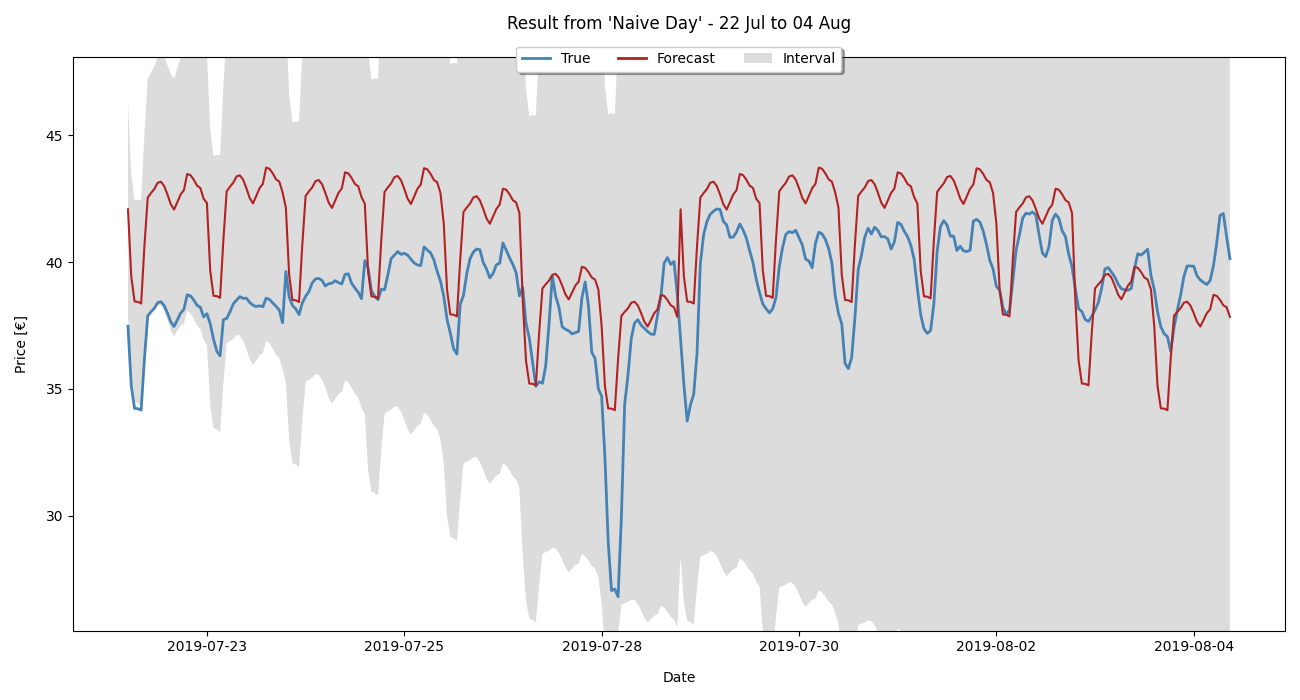 Result from 'Naive Day' - 22 Jul to 04 Aug
True Forecast Interval
Price [€]
45
40
35
30
2019-07-23 2019-07-25 2019-07-28 2019-07-30 2019-08-02 2019-08-04
Date